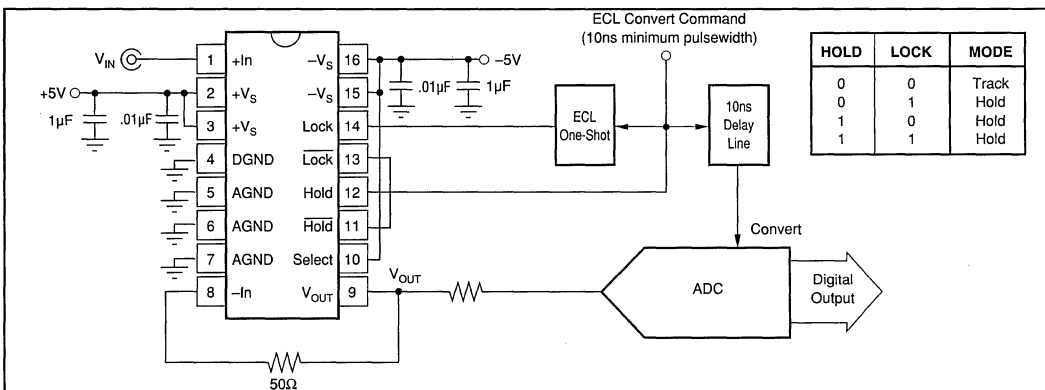 ECL Convert Command
(10ns minimum pulsewidth)
HOLD LOCK MODE
0 0 Track
0 1 Hold
1 0 Hold
1 1 Hold
V_IN
+5V
1µF
.01µF
1 +In
2 +V_S
3 +V_S
4 DGND
5 AGND
6 AGND
7 AGND
8 –In
–V_S 16
–V_S 15
Lock 14
L̅o̅c̅k̅ 13
Hold 12
H̅o̅l̅d̅ 11
Select 10
V_OUT 9
–5V
.01µF
1µF
ECL
One-Shot
10ns
Delay
Line
Convert
V_OUT
ADC
Digital
Output
50Ω